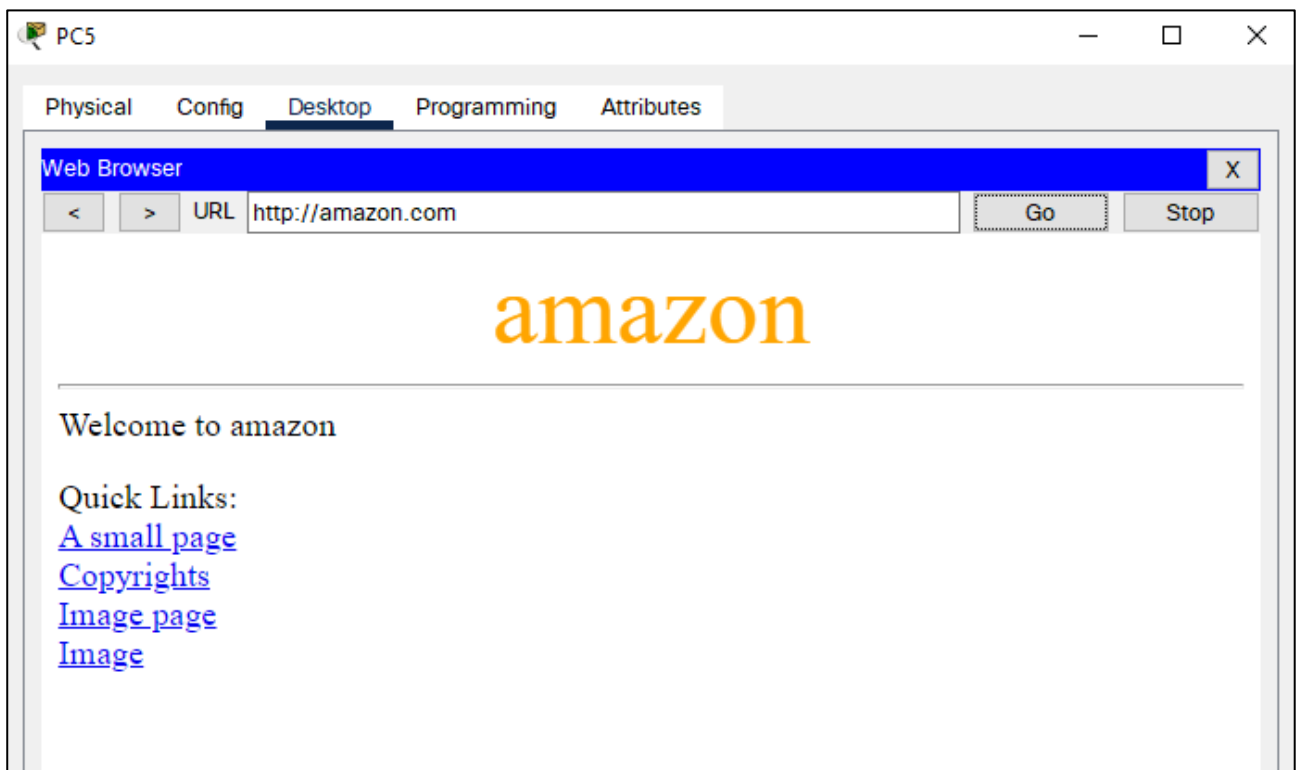 PC5
Physical Config Desktop Programming Attributes
Web Browser X
< > URL http://amazon.com Go Stop
amazon
Welcome to amazon
Quick Links:
A small page
Copyrights
Image page
Image